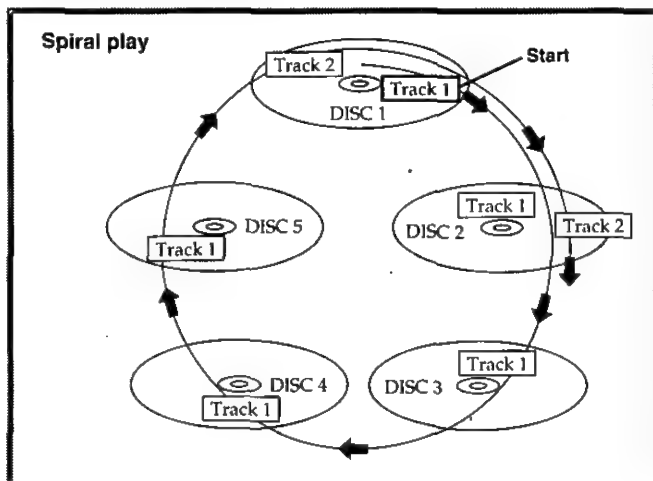 Spiral play
Start
Track 2
Track 1
DISC 1
Track 1
DISC 5
Track 1
DISC 2
Track 2
Track 1
DISC 4
Track 1
DISC 3